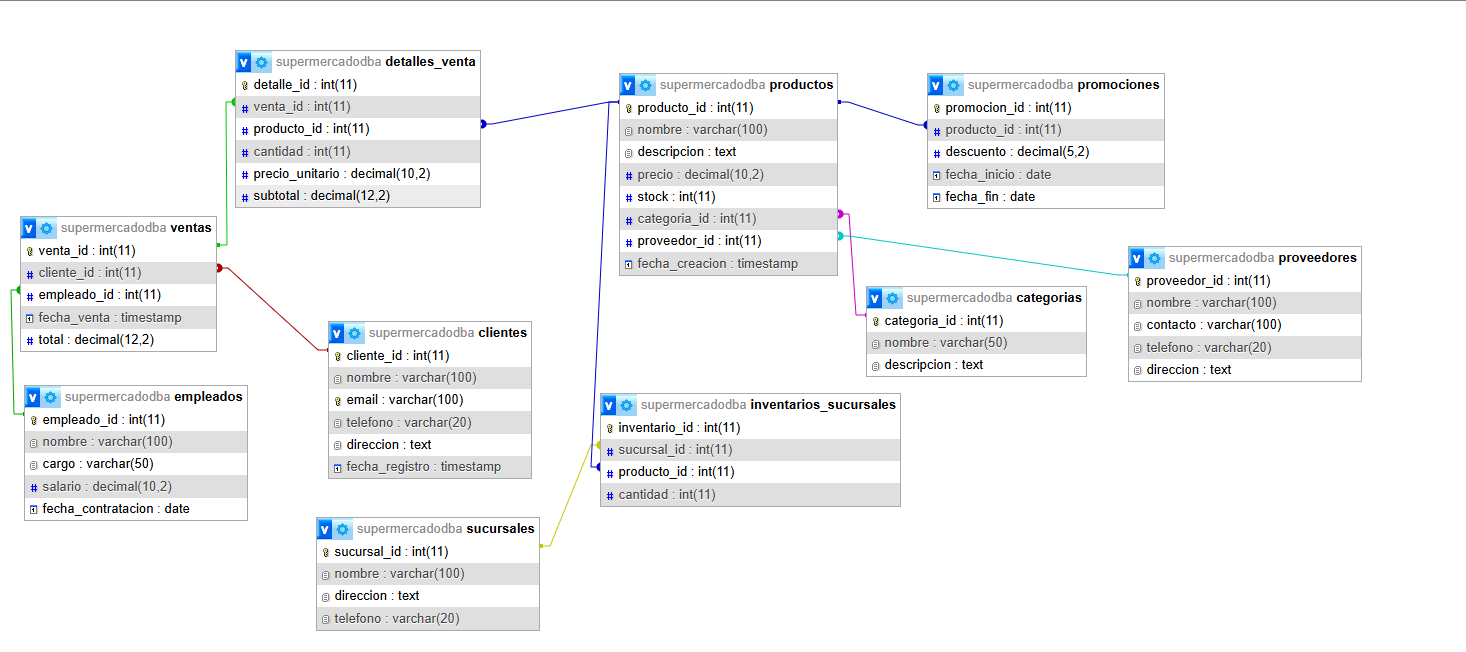 supermercadodba detalles_venta
detalle_id : int(11)
venta_id : int(11)
producto_id : int(11)
cantidad : int(11)
precio_unitario : decimal(10,2)
subtotal : decimal(12,2)
supermercadodba productos
producto_id : int(11)
nombre : varchar(100)
descripcion : text
precio : decimal(10,2)
stock : int(11)
categoria_id : int(11)
proveedor_id : int(11)
fecha_creacion : timestamp
supermercadodba promociones
promocion_id : int(11)
producto_id : int(11)
descuento : decimal(5,2)
fecha_inicio : date
fecha_fin : date
supermercadodba ventas
venta_id : int(11)
cliente_id : int(11)
empleado_id : int(11)
fecha_venta : timestamp
total : decimal(12,2)
supermercadodba proveedores
proveedor_id : int(11)
nombre : varchar(100)
contacto : varchar(100)
telefono : varchar(20)
direccion : text
supermercadodba categorias
categoria_id : int(11)
nombre : varchar(50)
descripcion : text
supermercadodba clientes
cliente_id : int(11)
nombre : varchar(100)
email : varchar(100)
telefono : varchar(20)
direccion : text
fecha_registro : timestamp
supermercadodba empleados
empleado_id : int(11)
nombre : varchar(100)
cargo : varchar(50)
salario : decimal(10,2)
fecha_contratacion : date
supermercadodba inventarios_sucursales
inventario_id : int(11)
sucursal_id : int(11)
producto_id : int(11)
cantidad : int(11)
supermercadodba sucursales
sucursal_id : int(11)
nombre : varchar(100)
direccion : text
telefono : varchar(20)